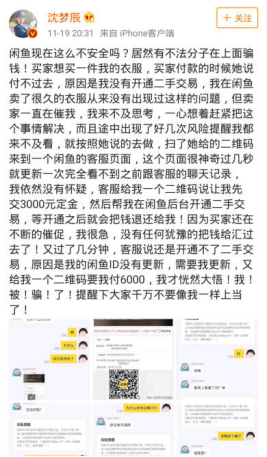 沈梦辰
+ 关注
11-19 20:31 来自 iPhone客户端
闲鱼现在这么不安全吗？居然有不法分子在上面骗
钱！买家想买一件我的衣服，买家付款的时候她说
付不过去，原因是我没有开通二手交易，我在闲鱼
卖了很久的衣服从来没有出现过这样的问题，但卖
家一直在催我，我来不及思考，一心想着赶紧把这
个事情解决，而且途中出现了好几次风险提醒我都
来不及看，就按照她说的去做，扫了她给的二维码
来到一个闲鱼的客服页面，这个页面很神奇过几秒
就更新一次完全看不到之前跟客服的聊天记录，
我依然没有怀疑，客服给我一个二维码说让我先
交3000元定金，然后帮我在闲鱼后台开通二手交
易，等开通之后就会把钱退还给我！因为买家还在
不断的催促，我很急，没有任何犹豫的把钱给汇过
去了！又过了几分钟，客服说还是开通不了二手交
易，原因是我的闲鱼ID没有更新，需要我更新，又
给我一个二维码要我付6000，我才恍然大悟！我！
被！骗！了！提醒下大家千万不要像我一样上当
了！